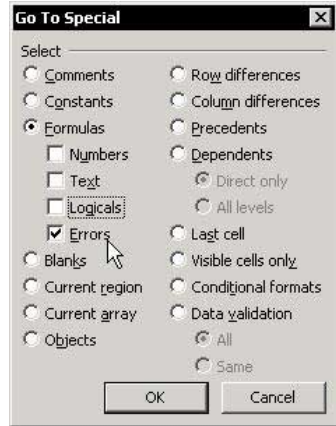 Go To Special
Select
Comments
Constants
Formulas
Numbers
Text
Logicals
Errors
Blanks
Current region
Current array
Objects
Row differences
Column differences
Precedents
Dependents
Direct only
All levels
Last cell
Visible cells only
Conditional formats
Data validation
All
Same
OK
Cancel